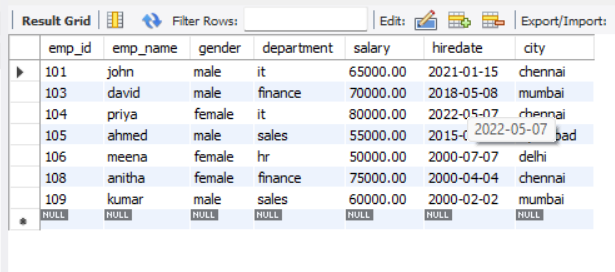 Result Grid Filter Rows: Edit: Export/Import:
emp_id emp_name gender department salary hiredate city
101 john male it 65000.00 2021-01-15 chennai
103 david male finance 70000.00 2018-05-08 mumbai
104 priya female it 80000.00 2022-05-07 chennai
105 ahmed male sales 55000.00 2015-0
2022-05-07
106 meena female hr 50000.00 2000-07-07 delhi
108 anitha female finance 75000.00 2000-04-04 chennai
109 kumar male sales 60000.00 2000-02-02 mumbai
NULL NULL NULL NULL NULL NULL NULL